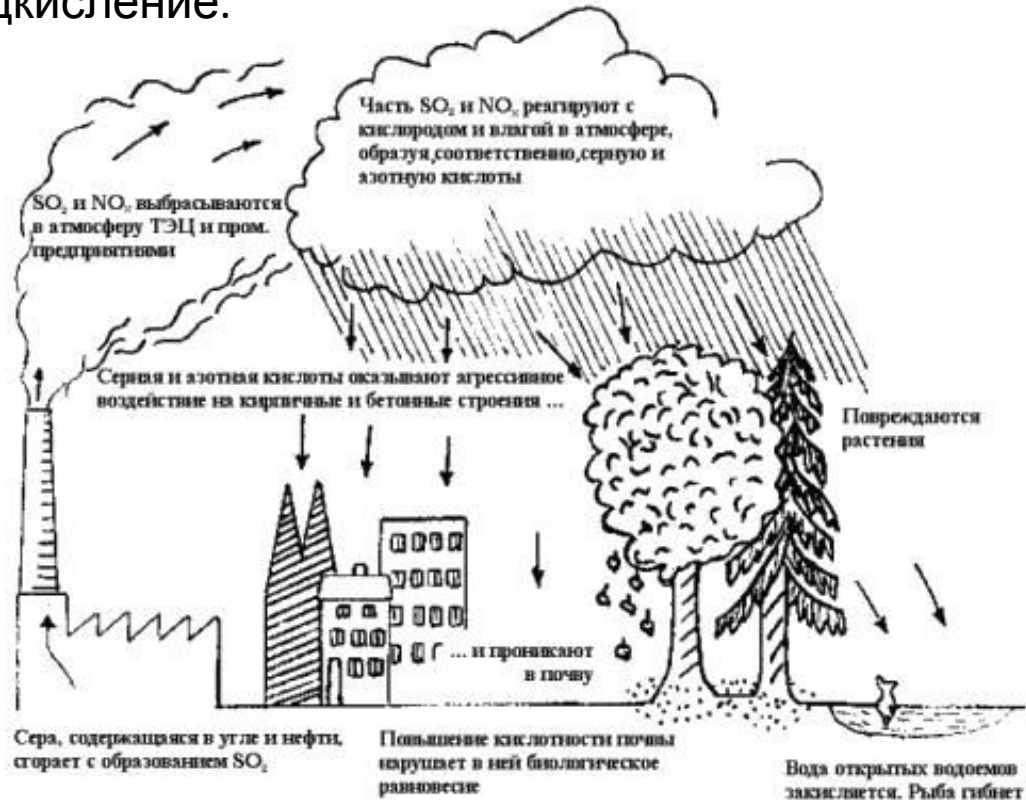 дкисление.
Часть SO₂ и NOₓ реагируют с
кислородом и влагой в атмосфере,
образуя,соответственно,серную и
азотную кислоты
SO₂ и NOₓ выбрасываются
в атмосферу ТЭЦ и пром.
предприятиями
Серная и азотная кислоты оказывают агрессивное
воздействие на кирпичные и бетонные строения ...
Повреждаются
растения
... и проникают
в почву
Сера, содержащаяся в угле и нефти,
сгорает с образованием SO₂
Повышение кислотности почвы
нарушает в ней биологическое
равновесие
Вода открытых водоемов
закисляется. Рыба гибнет